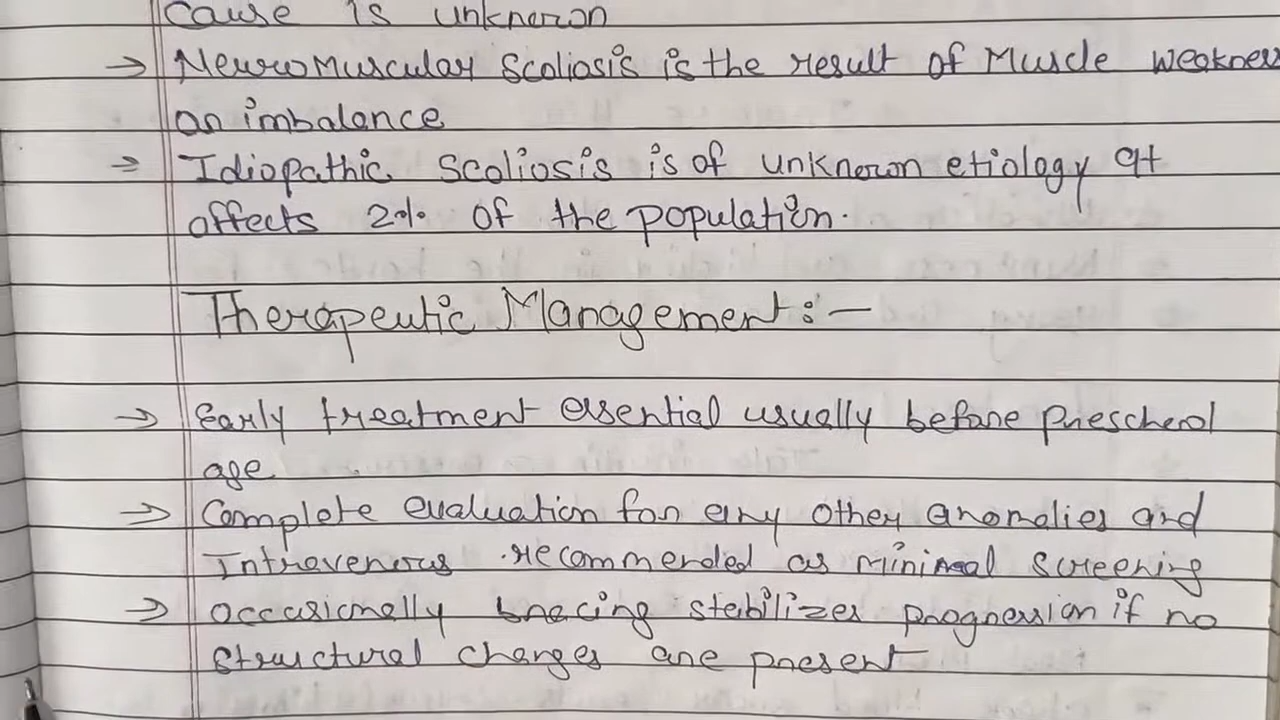 Cause is unknown
→ Neuromuscular Scoliosis is the result of Muscle weaknes
or imbalance
→ Idiopathic Scoliosis is of unknown etiology It
affects 2% of the population.
Therapeutic Management :-
→ Early treatment essential usually before preschool
age
→ Complete evaluation for any other anomalies and
Intravenous recommended as minimal screening
→ occasionally bracing stabilizes progression if no
structural changes are present